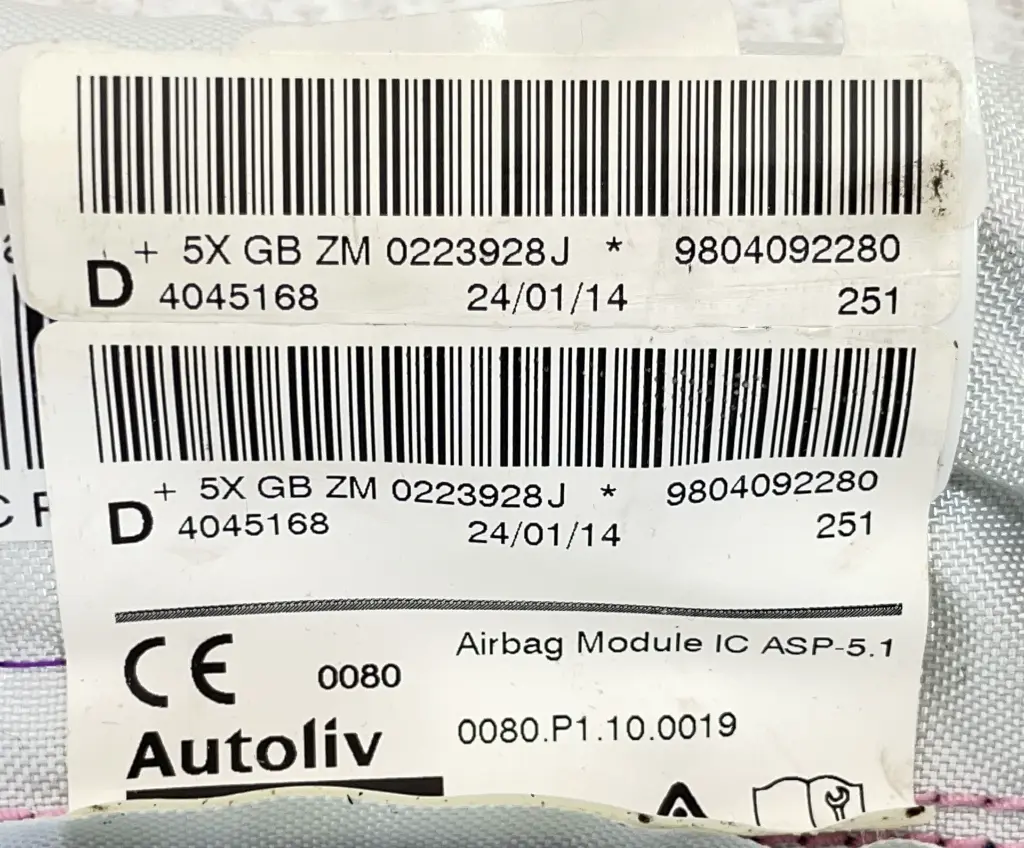 + 5X GB ZM 0223928J * 9804092280
D 4045168 24/01/14 251
+ 5X GB ZM 0223928J * 9804092280
D 4045168 24/01/14 251
CE 0080 Airbag Module IC ASP-5.1
Autoliv 0080.P1.10.0019